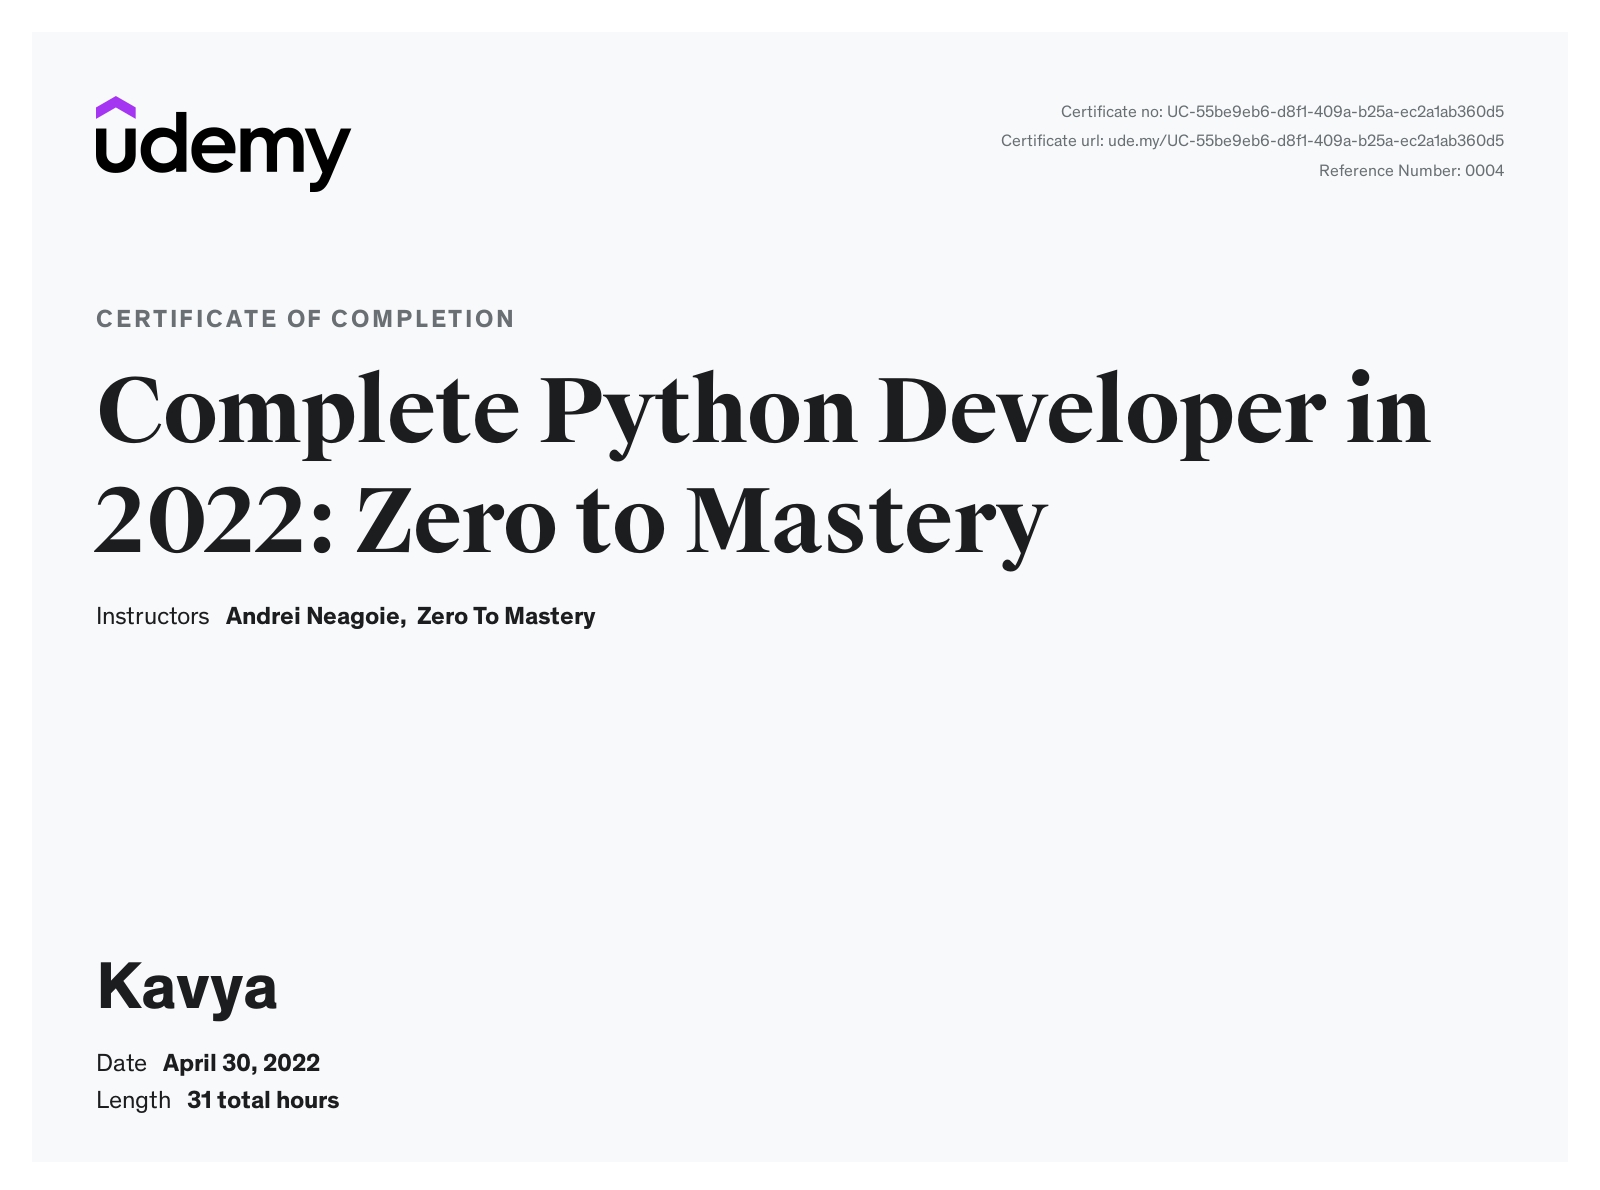 udemy
Certificate no: UC-55be9eb6-d8f1-409a-b25a-ec2a1ab360d5
Certificate url: ude.my/UC-55be9eb6-d8f1-409a-b25a-ec2a1ab360d5
Reference Number: 0004
CERTIFICATE OF COMPLETION
Complete Python Developer in
2022: Zero to Mastery
Instructors Andrei Neagoie, Zero To Mastery
Kavya
Date April 30, 2022
Length 31 total hours